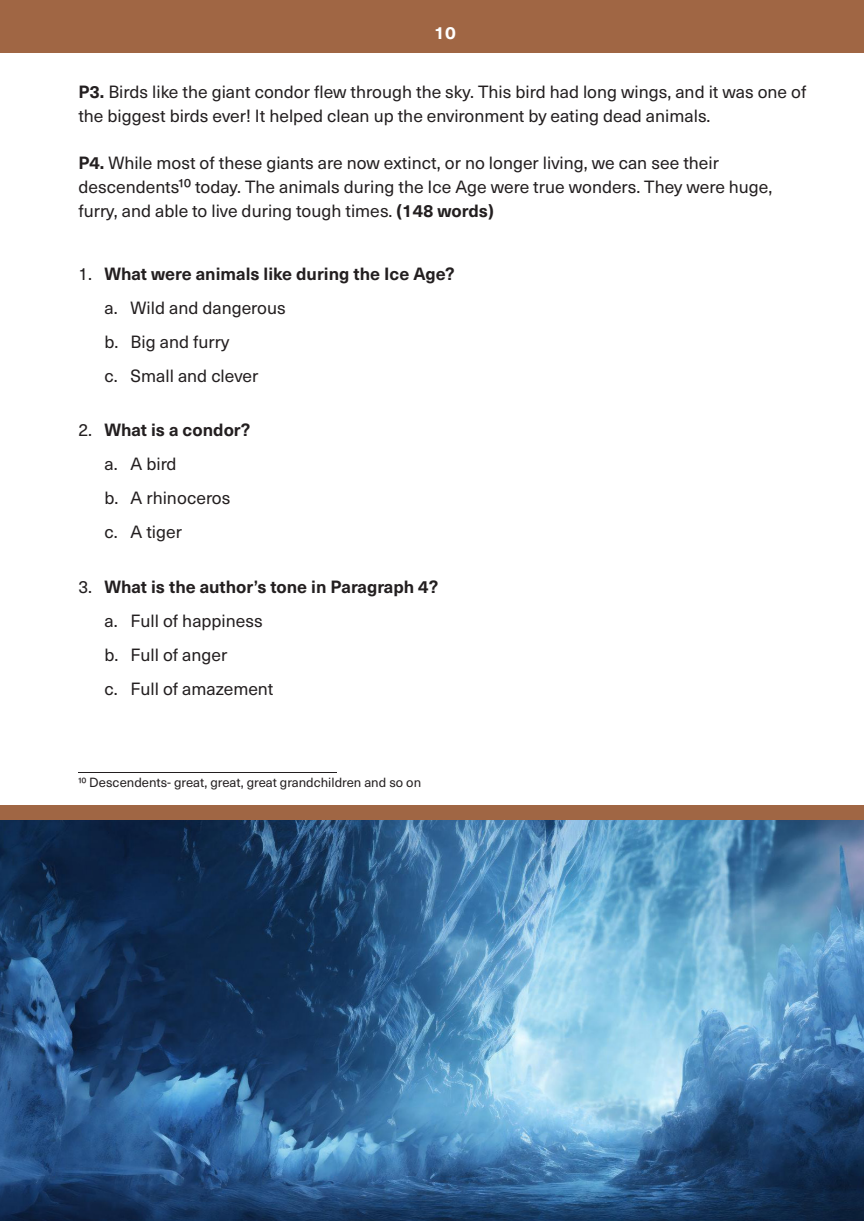 10
P3. Birds like the giant condor flew through the sky. This bird had long wings, and it was one of
the biggest birds ever! It helped clean up the environment by eating dead animals.
P4. While most of these giants are now extinct, or no longer living, we can see their
descendents¹⁰ today. The animals during the Ice Age were true wonders. They were huge,
furry, and able to live during tough times. (148 words)
1. What were animals like during the Ice Age?
a. Wild and dangerous
b. Big and furry
c. Small and clever
2. What is a condor?
a. A bird
b. A rhinoceros
c. A tiger
3. What is the author's tone in Paragraph 4?
a. Full of happiness
b. Full of anger
c. Full of amazement
¹⁰ Descendents- great, great, great grandchildren and so on